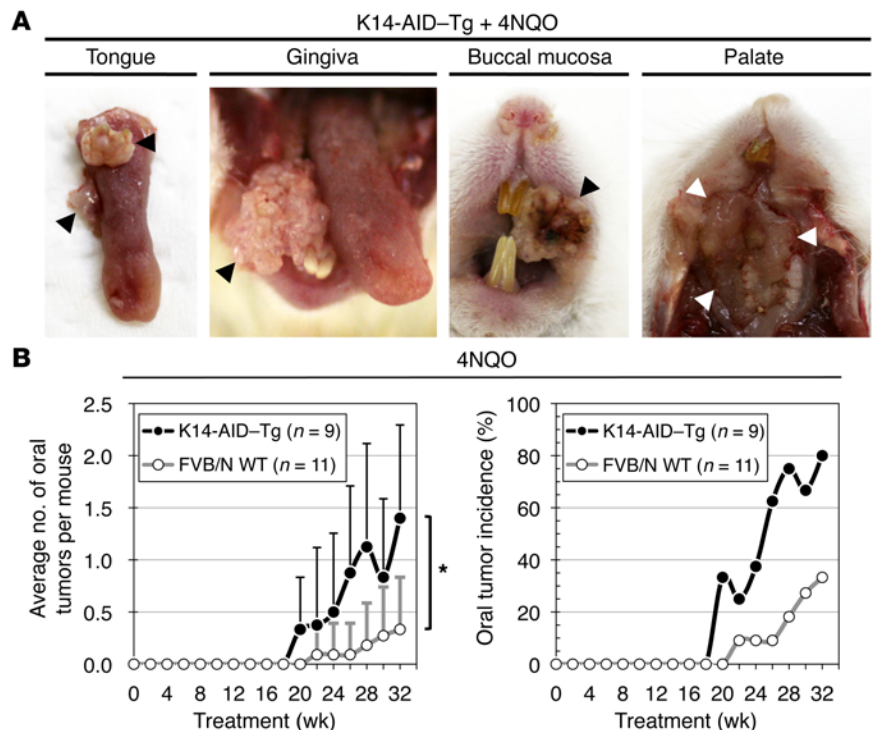 A
K14-AID–Tg + 4NQO
Tongue
Gingiva
Buccal mucosa
Palate
B
4NQO
Average no. of oral
tumors per mouse
2.5
2.0
1.5
1.0
0.5
0.0
K14-AID–Tg (n = 9)
FVB/N WT (n = 11)
*
0 4 8 12 16 20 24 28 32
Treatment (wk)
Oral tumor incidence (%)
100
80
60
40
20
0
K14-AID–Tg (n = 9)
FVB/N WT (n = 11)
0 4 8 12 16 20 24 28 32
Treatment (wk)